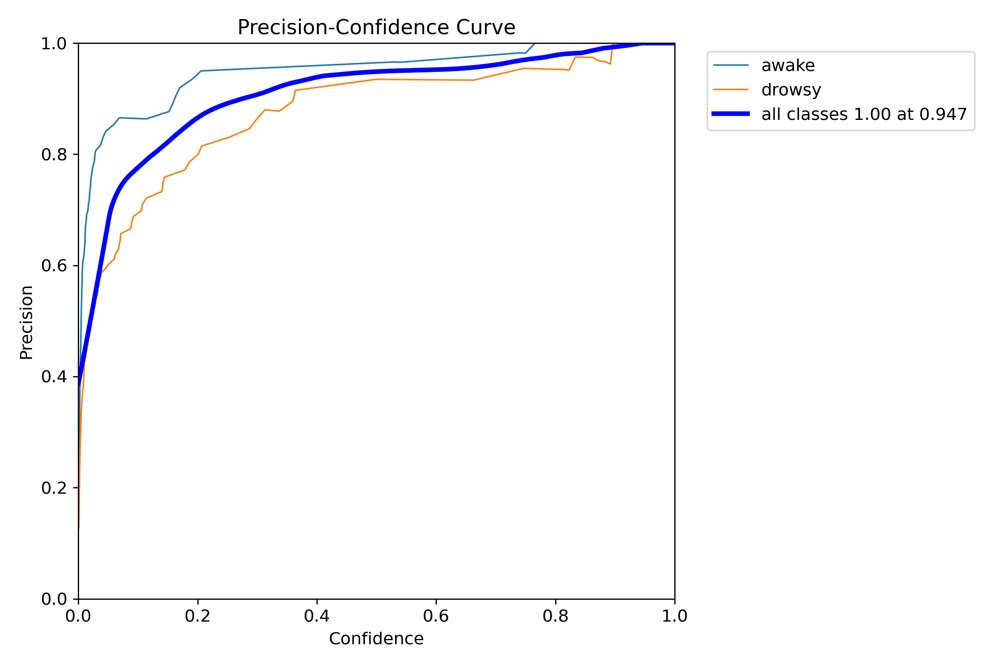 Precision-Confidence Curve
1.0
0.8
0.6
0.4
0.2
0.0
Precision
0.0 0.2 0.4 0.6 0.8 1.0
Confidence
awake
drowsy
all classes 1.00 at 0.947